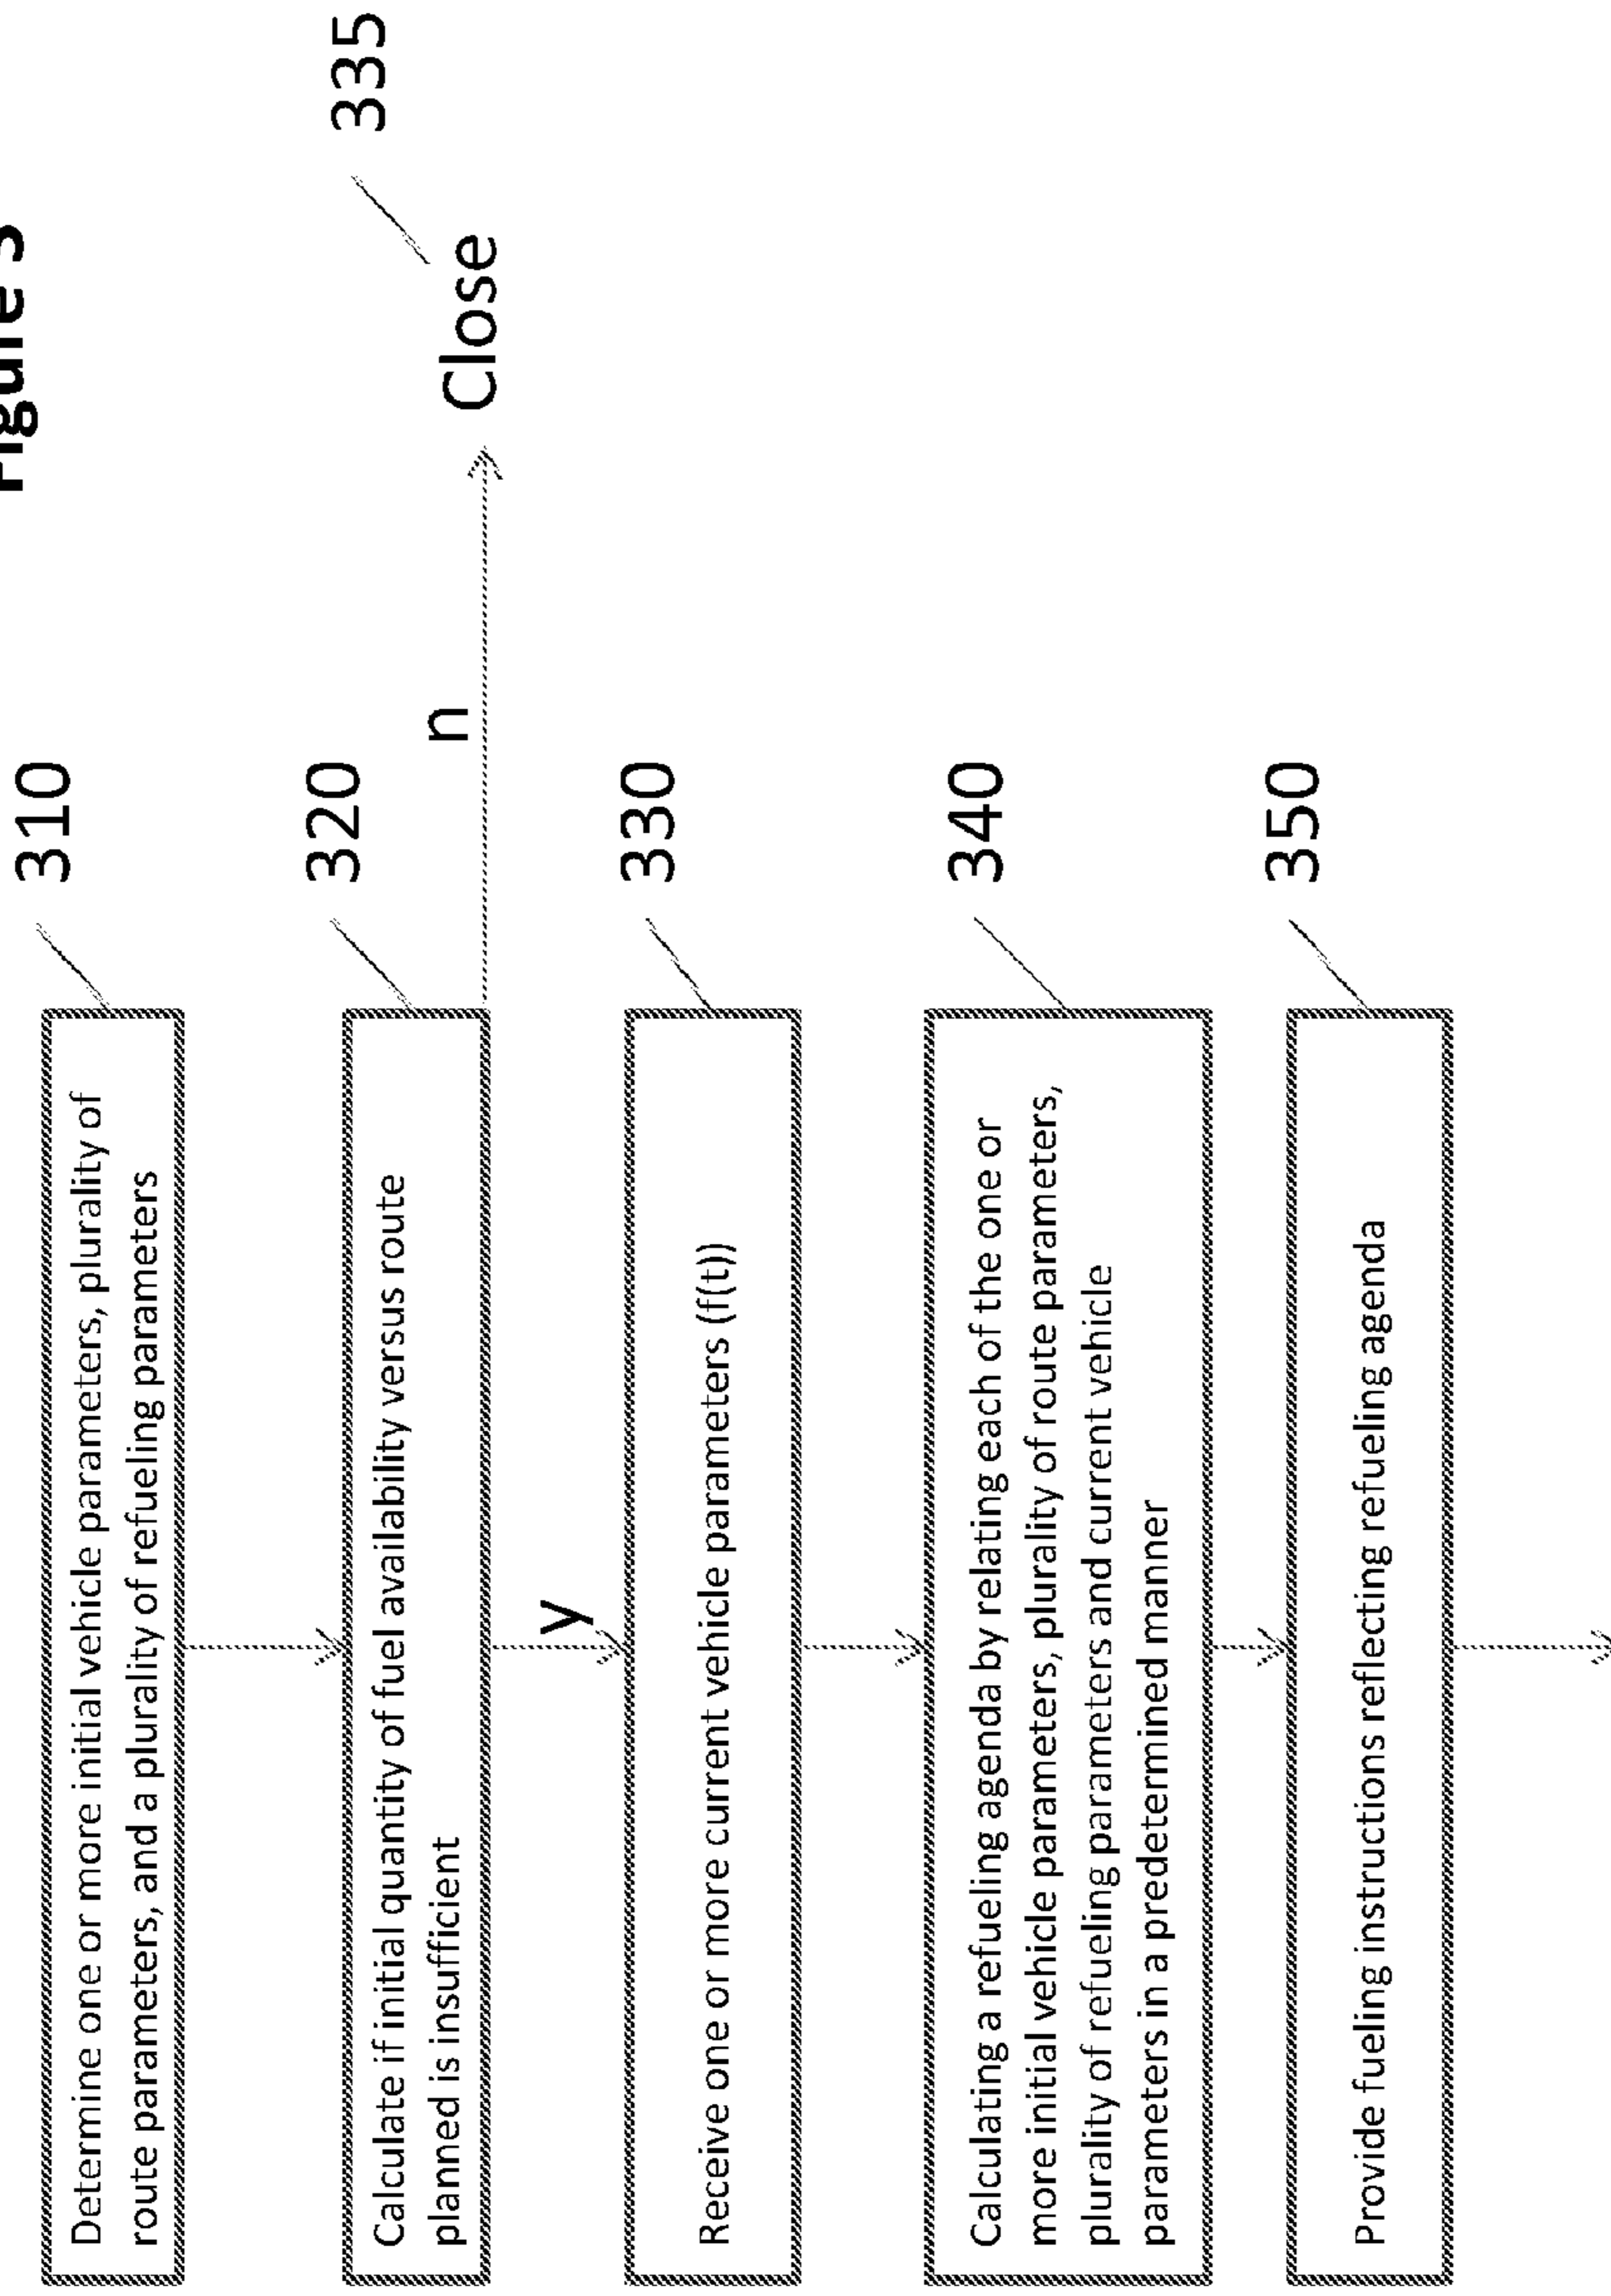 Figure 3
310
Determine one or more initial vehicle parameters, plurality of
route parameters, and a plurality of refueling parameters
320
Calculate if initial quantity of fuel availability versus route
planned is insufficient
n
Close
335
y
330
Receive one or more current vehicle parameters (f(t))
340
Calculating a refueling agenda by relating each of the one or
more initial vehicle parameters, plurality of route parameters,
plurality of refueling parameters and current vehicle
parameters in a predetermined manner
350
Provide fueling instructions reflecting refueling agenda